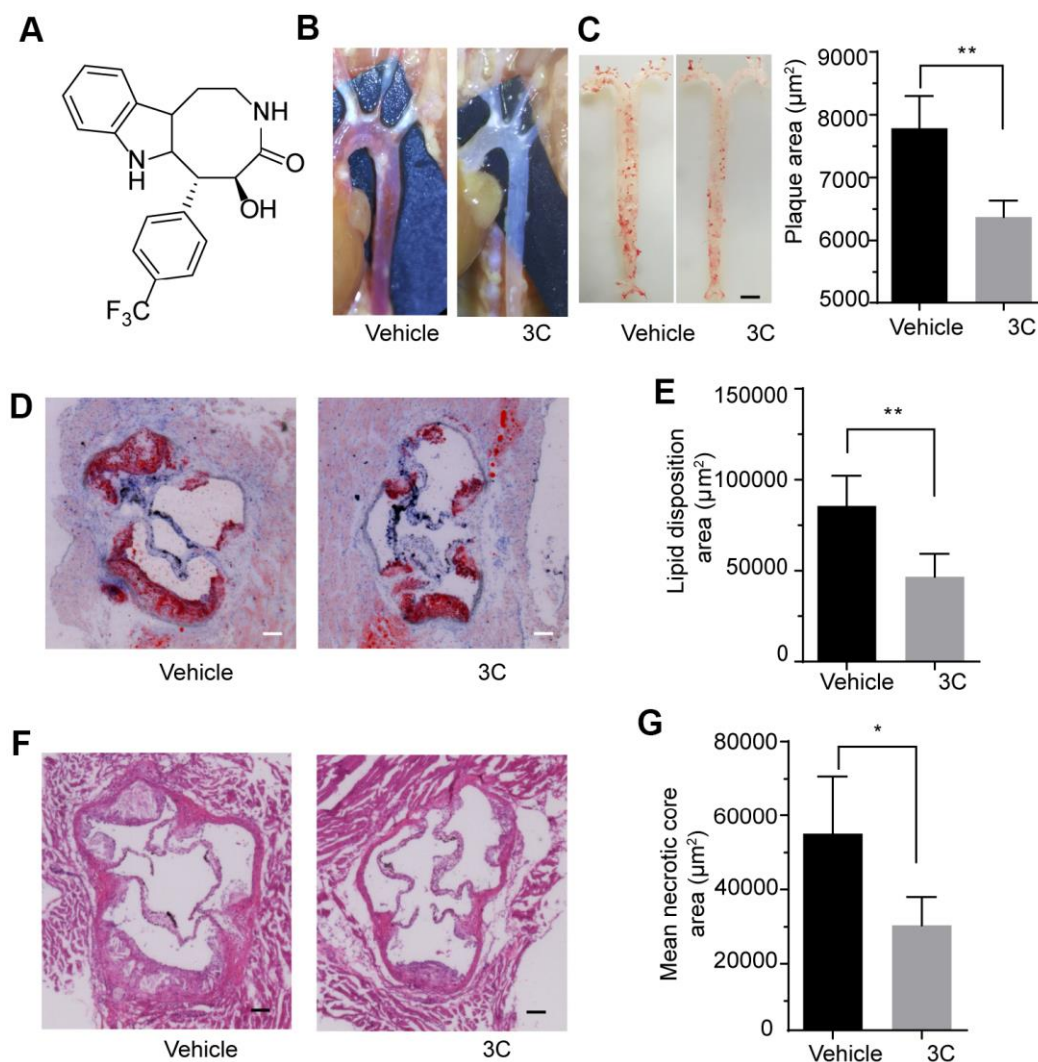 A
NH
O
N
H
OH
F3C
B
Vehicle 3C
C
Vehicle 3C
Plaque area (µm²)
9000
8000
7000
6000
5000
**
Vehicle 3C
D
Vehicle 3C
E
Lipid disposition
area (µm²)
150000
100000
50000
0
**
Vehicle 3C
F
Vehicle 3C
G
Mean necrotic core
area (µm²)
80000
60000
40000
20000
0
*
Vehicle 3C